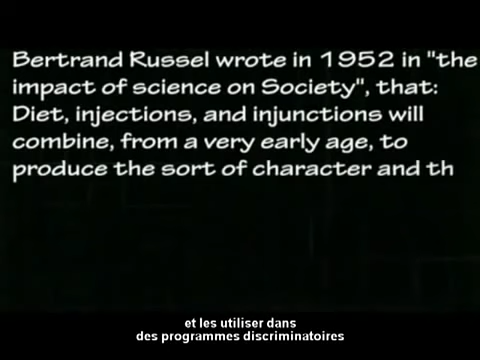 Bertrand Russel wrote in 1952 in "the
impact of science on Society", that:
Diet, injections, and injunctions will
combine, from a very early age, to
produce the sort of character and th
et les utiliser dans
des programmes discriminatoires